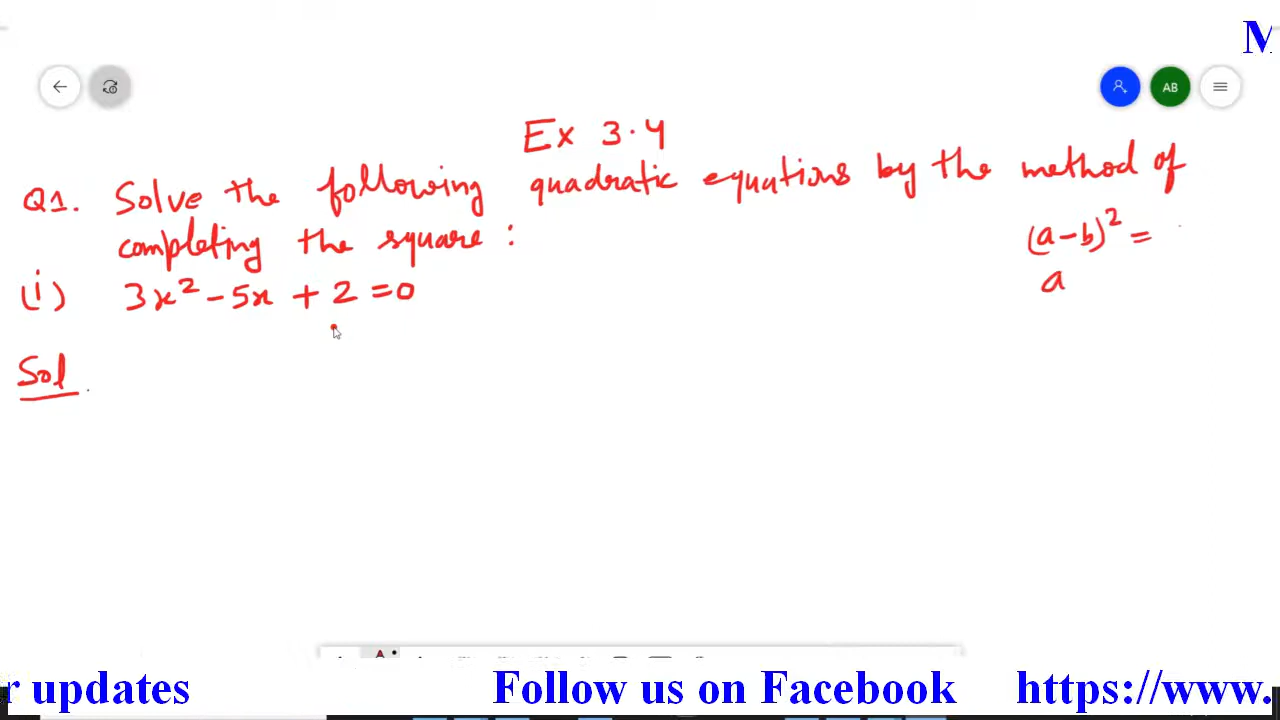 M
AB
Ex 3.4
Q1. Solve the following quadratic equations by the method of
completing the square :
(a-b)² =
a
(i) 3x² - 5x + 2 = 0
Sol
r updates Follow us on Facebook https://www.